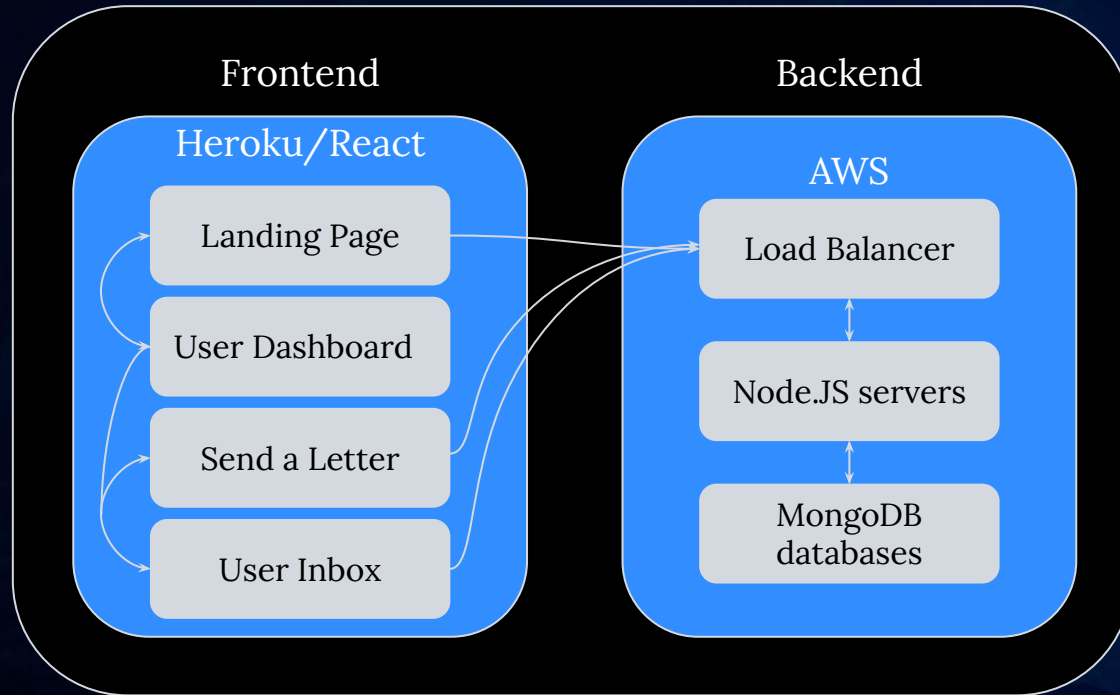 Frontend
Heroku/React
Landing Page
User Dashboard
Send a Letter
User Inbox
Backend
AWS
Load Balancer
Node.JS servers
MongoDB
databases